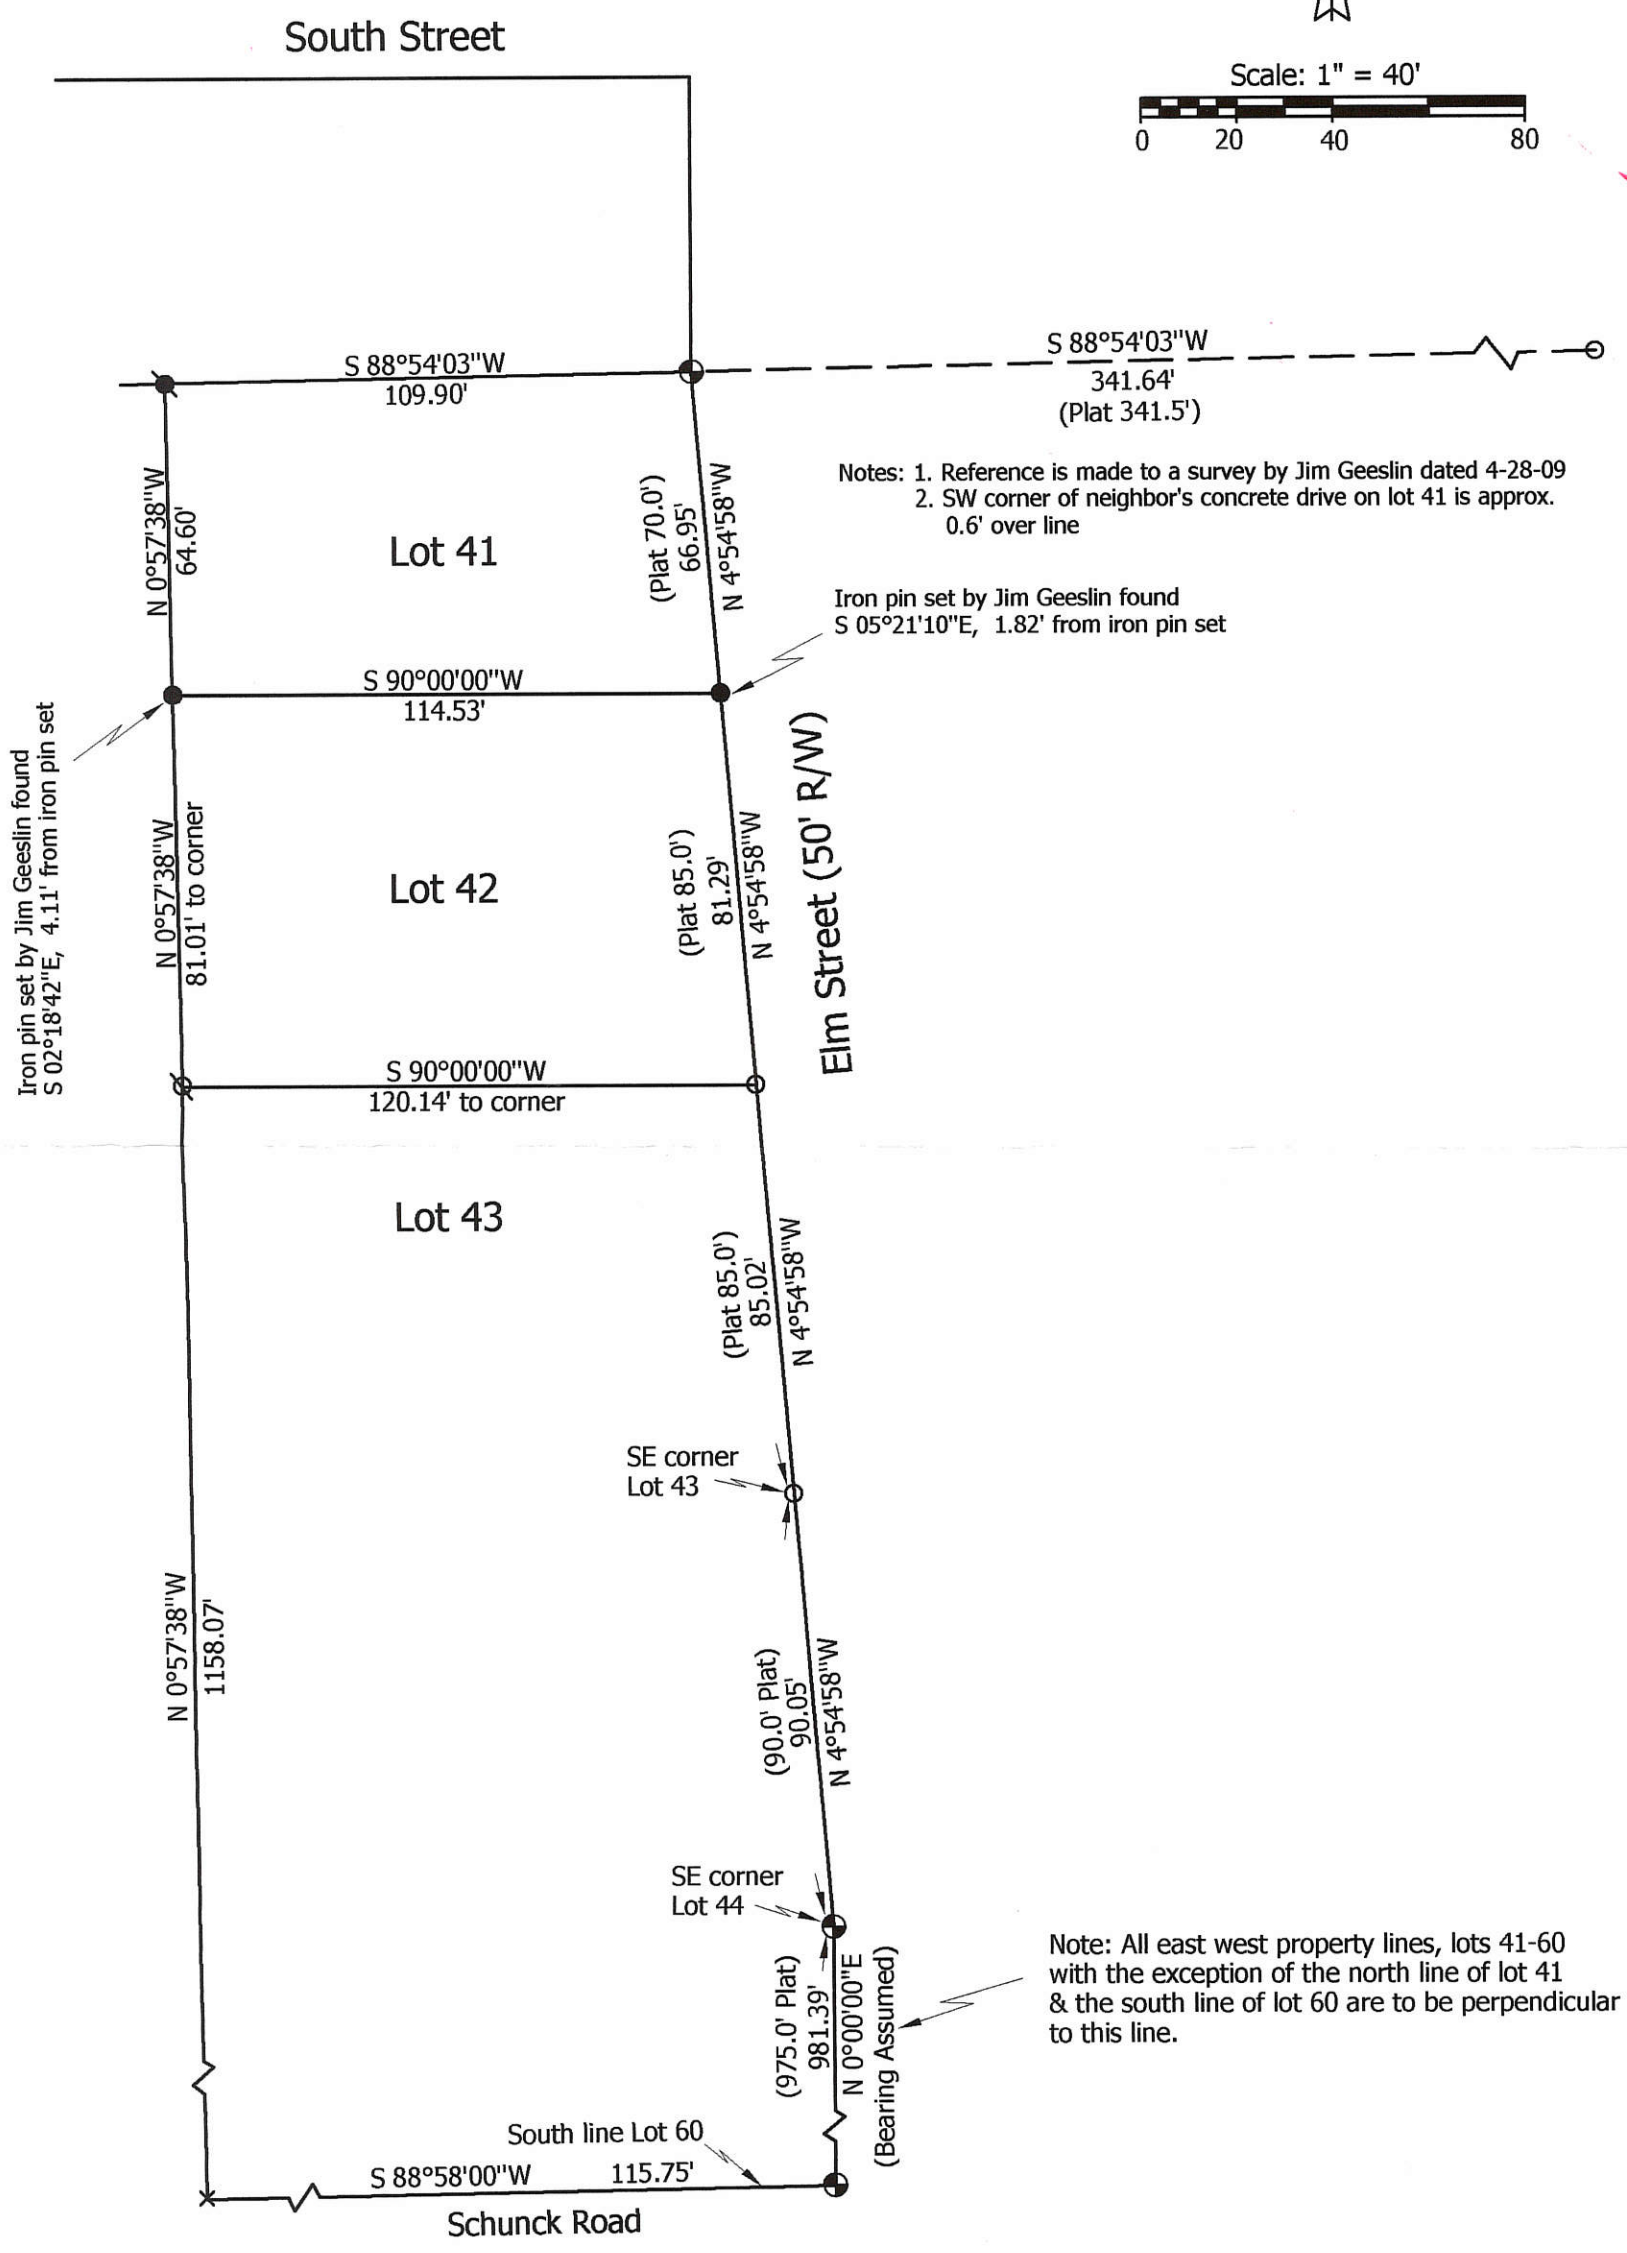 South Street
Scale: 1" = 40'
0 20 40 80
S 88°54'03"W
109.90'
S 88°54'03"W
341.64'
(Plat 341.5')
N 0°57'38"W
64.60'
Lot 41
(Plat 70.0')
66.95'
N 4°54'58"W
Notes: 1. Reference is made to a survey by Jim Geeslin dated 4-28-09
2. SW corner of neighbor's concrete drive on lot 41 is approx.
0.6' over line
Iron pin set by Jim Geeslin found
S 05°21'10"E, 1.82' from iron pin set
S 90°00'00"W
114.53'
Iron pin set by Jim Geeslin found
S 02°18'42"E, 4.11' from iron pin set
N 0°57'38"W
81.01' to corner
Lot 42
(Plat 85.0')
81.29'
N 4°54'58"W
Elm Street (50' R/W)
S 90°00'00"W
120.14' to corner
Lot 43
(Plat 85.0')
85.02'
N 4°54'58"W
SE corner
Lot 43
N 0°57'38"W
1158.07'
(90.0' Plat)
90.05'
N 4°54'58"W
SE corner
Lot 44
(975.0' Plat)
981.39'
N 0°00'00"E
(Bearing Assumed)
Note: All east west property lines, lots 41-60
with the exception of the north line of lot 41
& the south line of lot 60 are to be perpendicular
to this line.
South line Lot 60
S 88°58'00"W 115.75'
Schunck Road